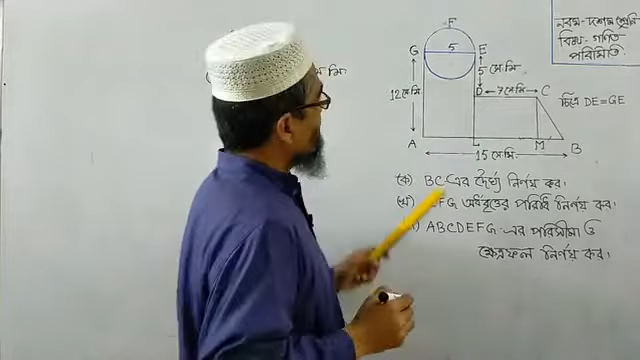 নবম-দশম শ্রেণি
বিষয়-গণিত
পরিমিতি
F
G 5 E
5 সে.মি
12 সে.মি
D 7 সে.মি C
চিত্রে DE=GE
A L M B
15 সে.মি.
(ক) BC এর দৈর্ঘ্য নির্ণয় কর।
(খ) EFG অর্ধবৃত্তের পরিধি নির্ণয় কর।
ABCDEFG-এর পরিসীমা ও
ক্ষেত্রফল নির্ণয় কর।